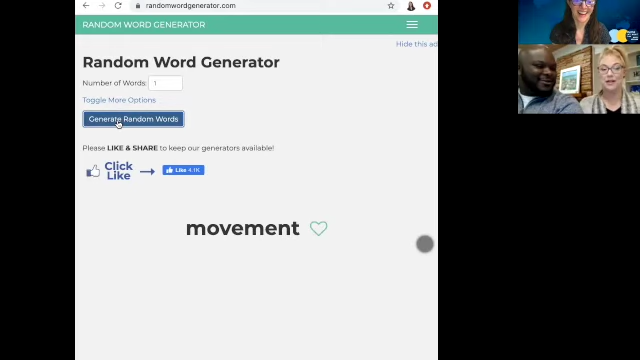 randomwordgenerator.com
RANDOM WORD GENERATOR
Hide this ad
Random Word Generator
Number of Words 1
Toggle More Options
Generate Random Words
Please LIKE & SHARE to keep our generators available!
Click
Like
Like 4.1K
movement